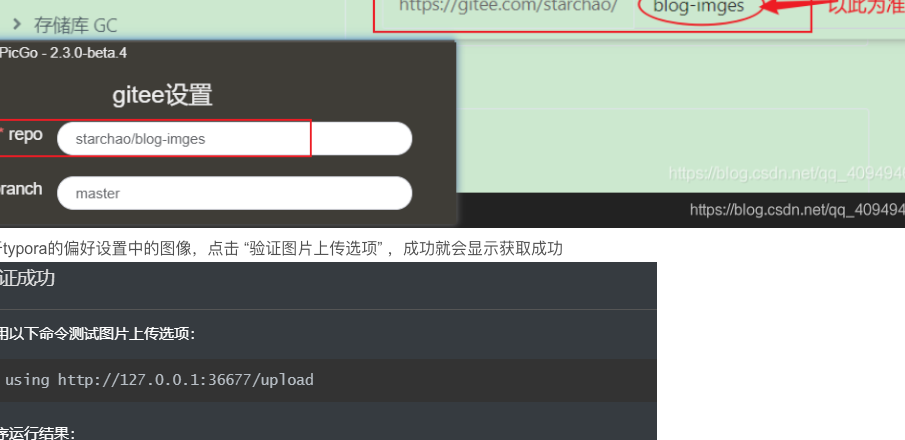 https://gitee.com/starchao/ blog-imges 以此为准
存储库 GC
PicGo - 2.3.0-beta.4
gitee设置
* repo starchao/blog-imges
ranch master
https://blog.csdn.net/qq_409494
https://blog.csdn.net/qq_409494
typora的偏好设置中的图像，点击 “验证图片上传选项” ，成功就会显示获取成功
证成功
用以下命令测试图片上传选项：
using http://127.0.0.1:36677/upload
序运行结果：